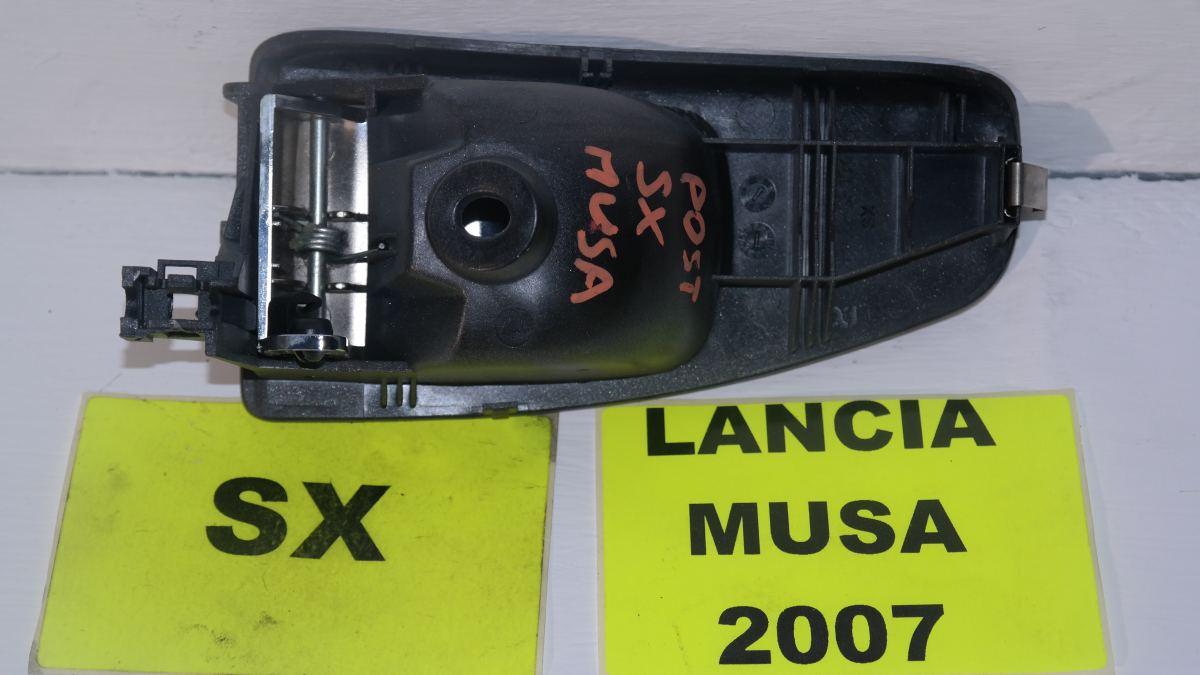 POST
SX
MUSA
SX
LANCIA
MUSA
2007